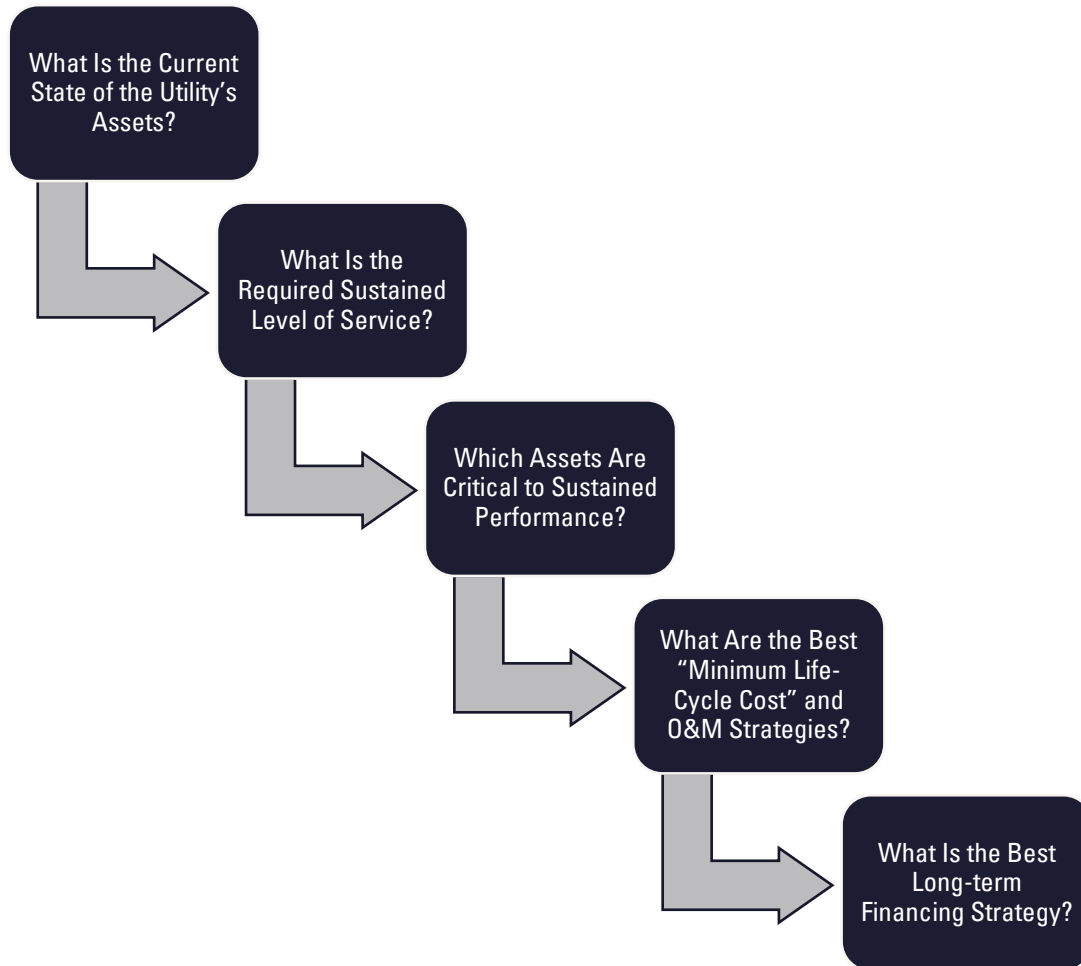 What Is the Current
State of the Utility’s
Assets?
What Is the
Required Sustained
Level of Service?
Which Assets Are
Critical to Sustained
Performance?
What Are the Best
“Minimum Life-
Cycle Cost” and
O&M Strategies?
What Is the Best
Long-term
Financing Strategy?